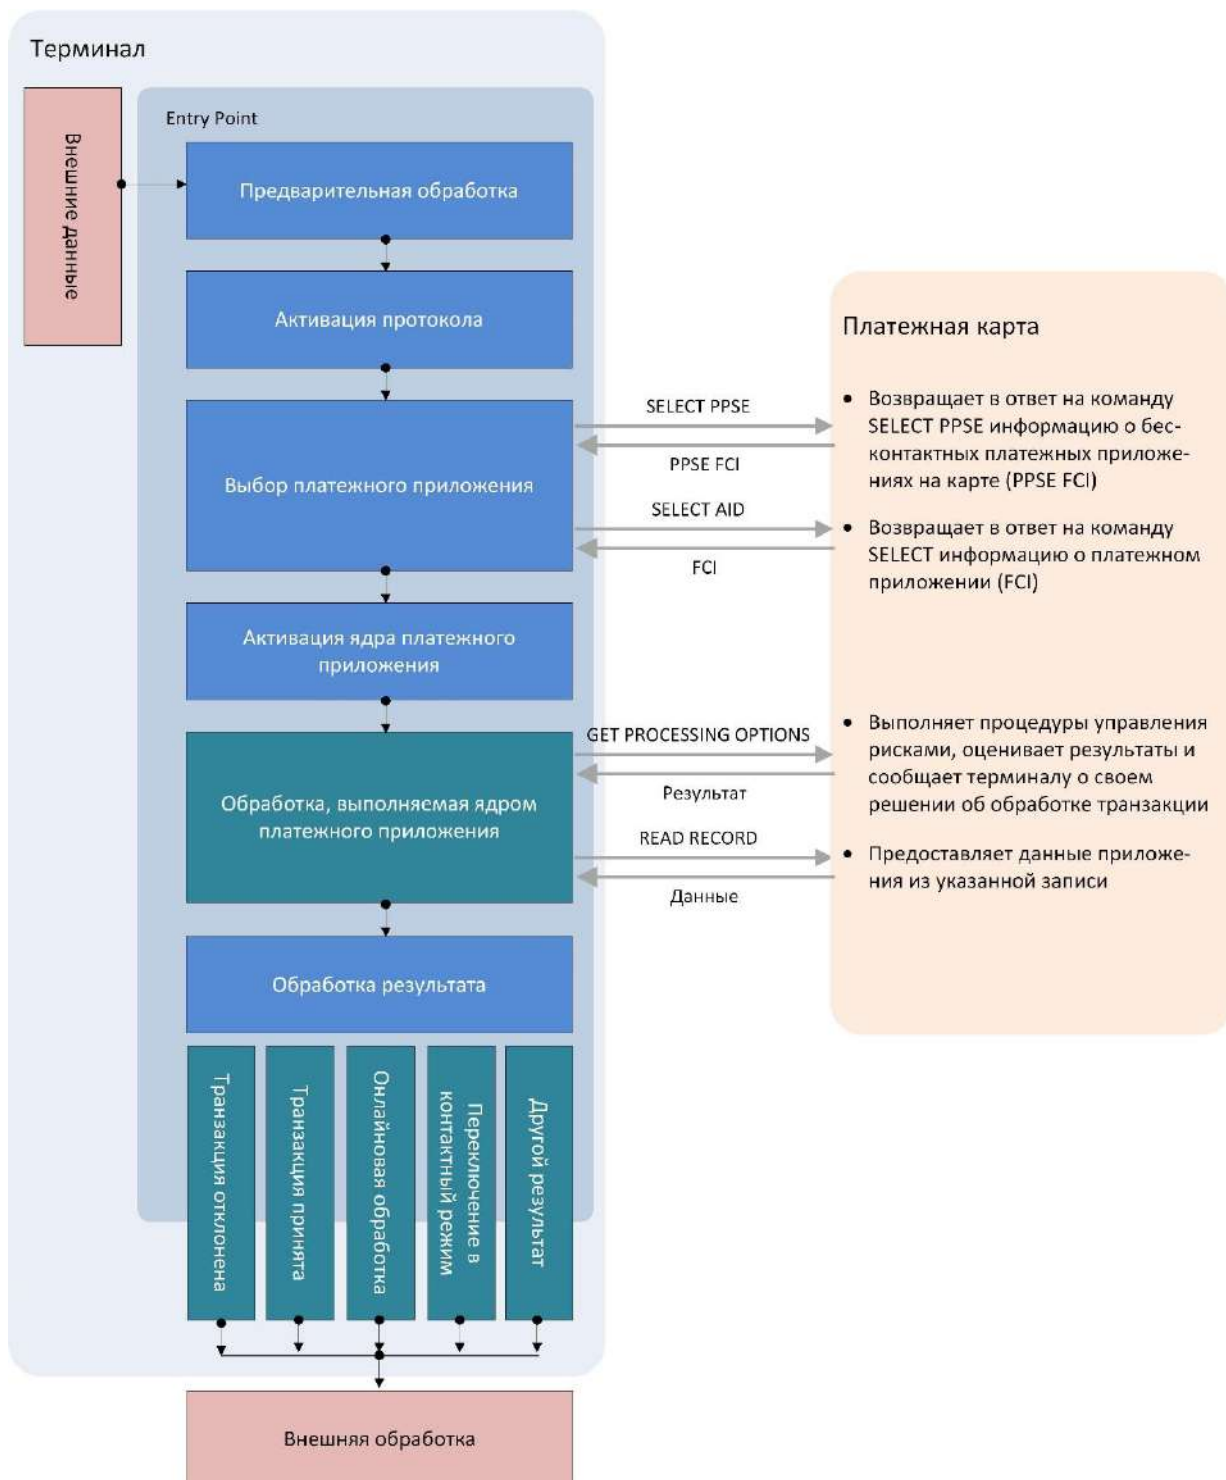 Терминал
Внешние данные
Entry Point
Предварительная обработка
Активация протокола
Выбор платежного приложения
SELECT PPSE
PPSE FCI
SELECT AID
FCI
Активация ядра платежного
приложения
Обработка, выполняемая ядром
платежного приложения
GET PROCESSING OPTIONS
Результат
READ RECORD
Данные
Обработка результата
Транзакция отклонена
Транзакция принята
Онлайновая обработка
Переключение в
контактный режим
Другой результат
Внешняя обработка
Платежная карта
• Возвращает в ответ на команду
SELECT PPSE информацию о бес-
контактных платежных приложе-
ниях на карте (PPSE FCI)
• Возвращает в ответ на команду
SELECT информацию о платежном
приложении (FCI)
• Выполняет процедуры управления
рисками, оценивает результаты и
сообщает терминалу о своем
решении об обработке транзакции
• Предоставляет данные приложе-
ния из указанной записи